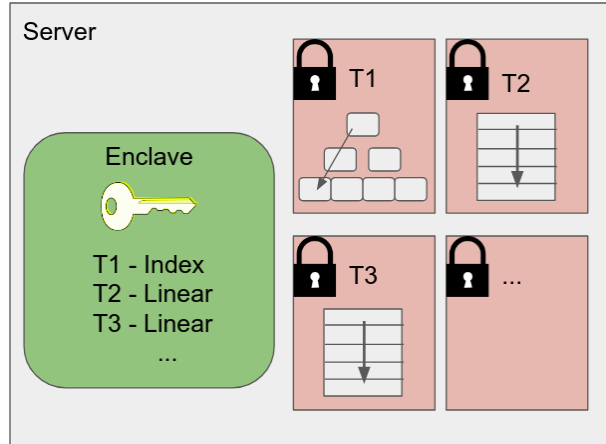 Server
Enclave
T1 - Index
T2 - Linear
T3 - Linear
...
T1
T2
T3
...